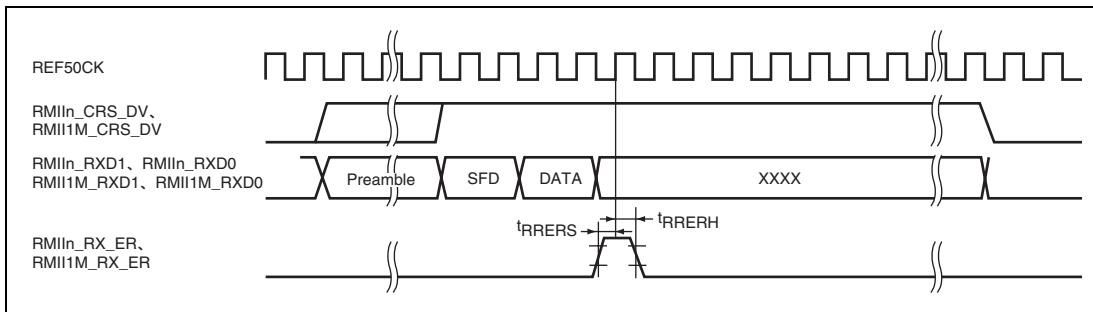 REF50CK
RMIIn_CRS_DV、
RMII1M_CRS_DV
RMIIn_RXD1、RMIIn_RXD0
RMII1M_RXD1、RMII1M_RXD0
Preamble
SFD
DATA
XXXX
tRRERS
tRRERH
RMIIn_RX_ER、
RMII1M_RX_ER